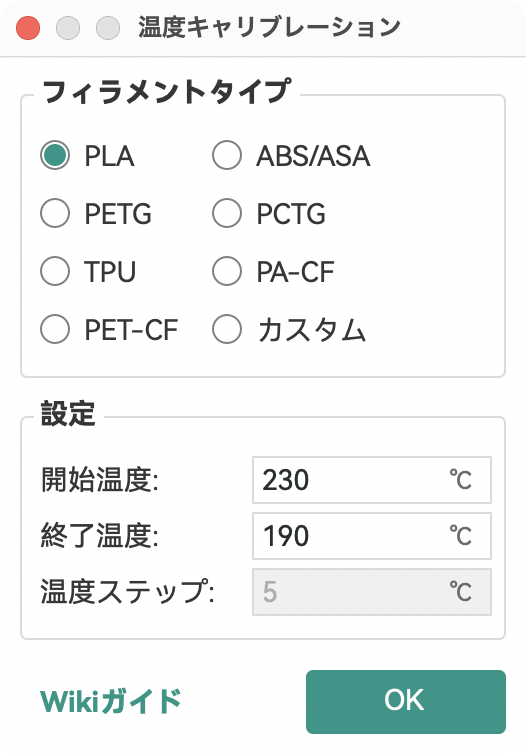 温度キャリブレーション
フィラメントタイプ
PLA
ABS/ASA
PETG
PCTG
TPU
PA-CF
PET-CF
カスタム
設定
開始温度: 230 ℃
終了温度: 190 ℃
温度ステップ: 5 ℃
Wikiガイド
OK